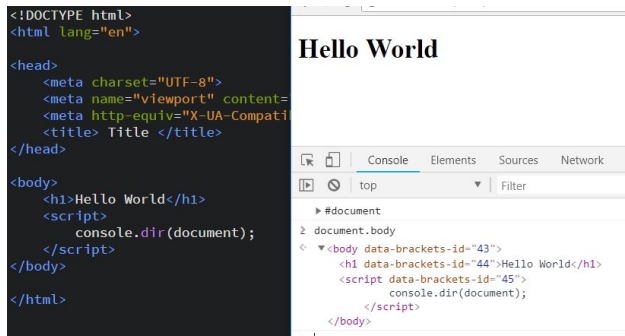 <!DOCTYPE html>
<html lang="en">
<head>
<meta charset="UTF-8">
<meta name="viewport" content=
<meta http-equiv="X-UA-Compati
<title> Title </title>
</head>
<body>
<h1>Hello World</h1>
<script>
console.dir(document);
</script>
</body>
</html>
Hello World
Console Elements Sources Network
top Filter
#document
document.body
<body data-brackets-id="43">
<h1 data-brackets-id="44">Hello World</h1>
<script data-brackets-id="45">
console.dir(document);
</script>
</body>